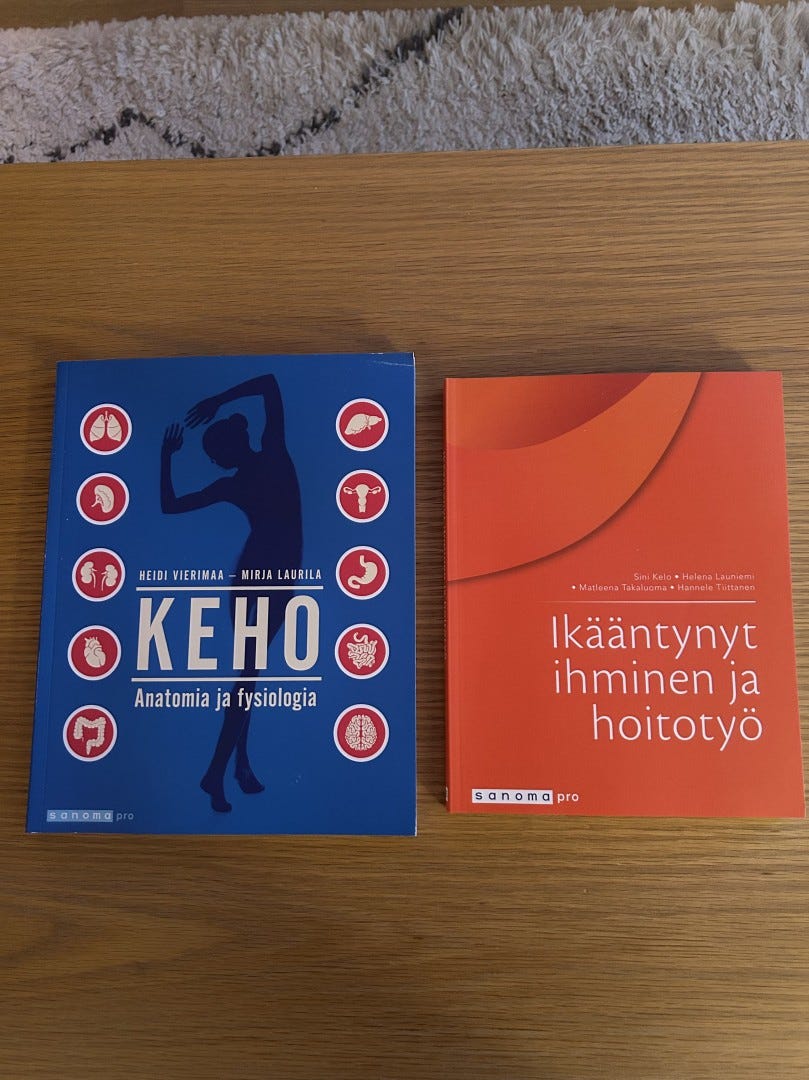 HEIDI VIERIMAA – MIRJA LAURILA
KEHO
Anatomia ja fysiologia
sanoma pro
Sini Kelo • Helena Launiemi
• Matleena Takaluoma • Hannele Tiittanen
Ikääntynyt
ihminen ja
hoitotyö
sanoma pro